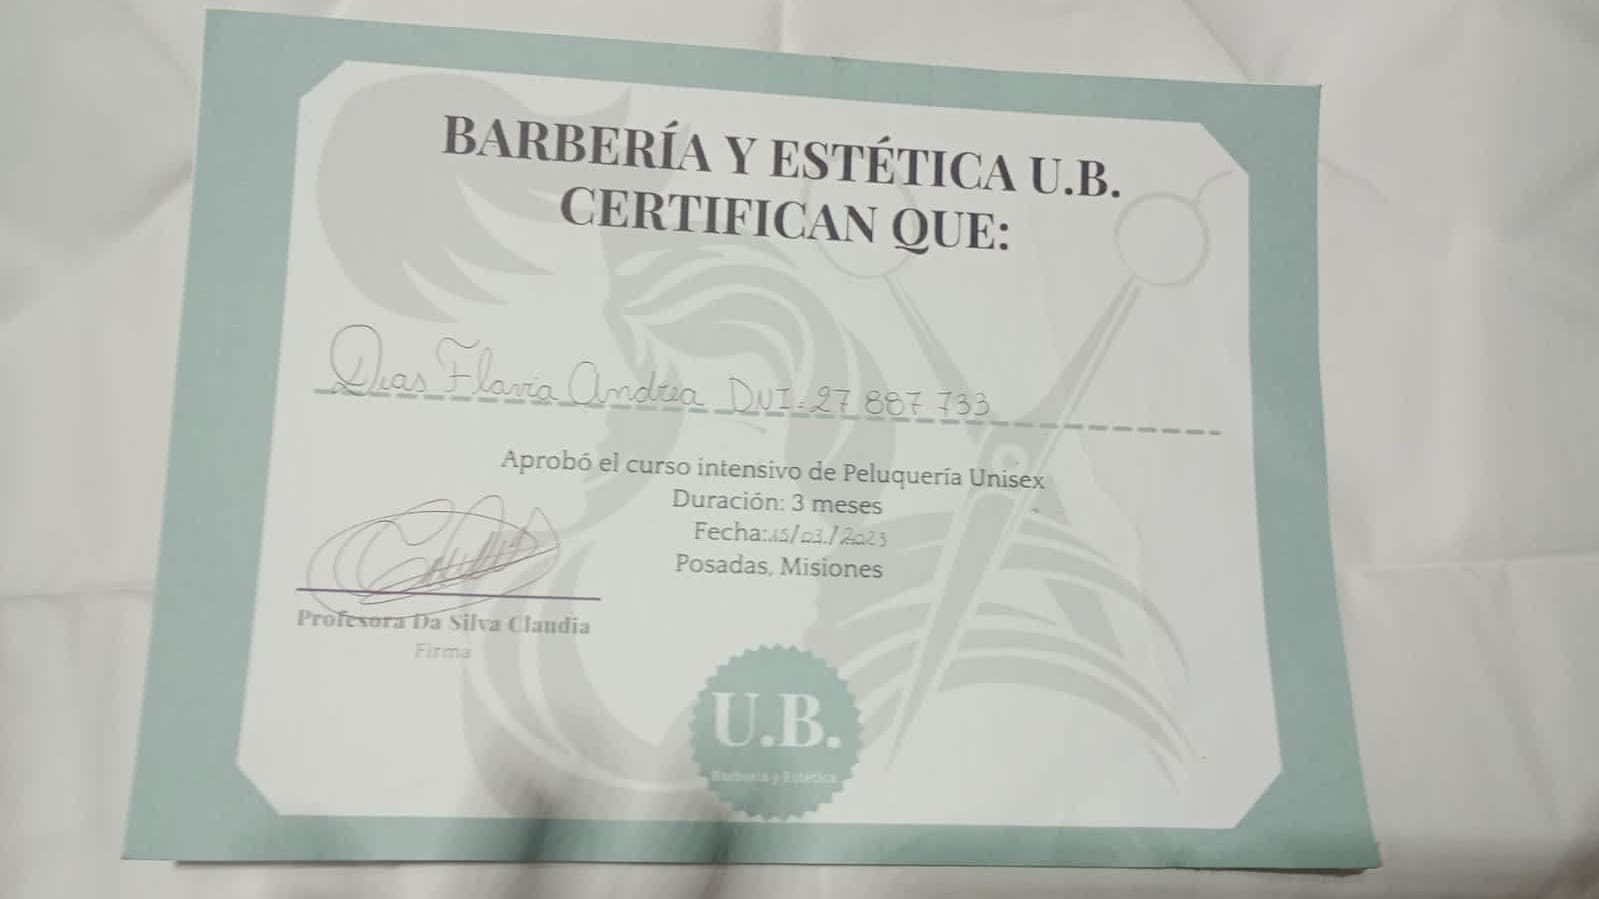 BARBERÍA Y ESTÉTICA U.B.
CERTIFICAN QUE:
Dias Flavia Andrea DNI: 27 887 733
Aprobó el curso intensivo de Peluquería Unisex
Duración: 3 meses
Fecha: 15/03/2023
Posadas, Misiones
Profesora Da Silva Claudia
Firma
U.B.
Barbería y Estética